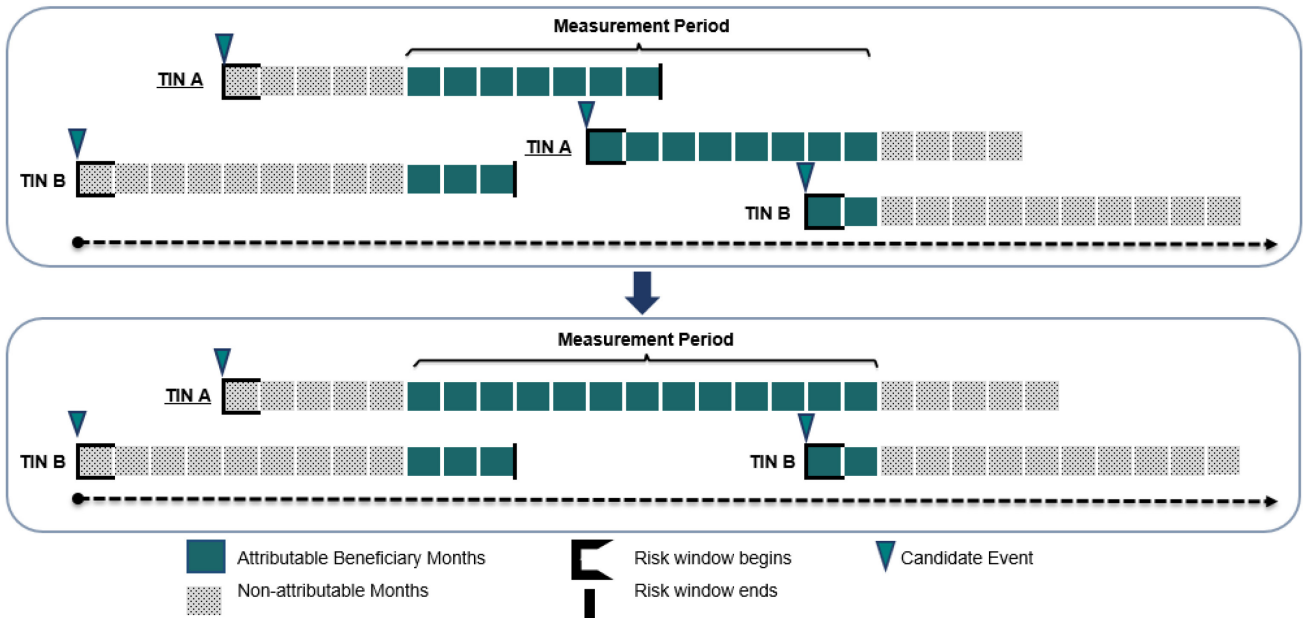 Measurement Period
TIN A
TIN A
TIN B
TIN B
Measurement Period
TIN A
TIN B
TIN B
Attributable Beneficiary Months
Risk window begins
Candidate Event
Non-attributable Months
Risk window ends